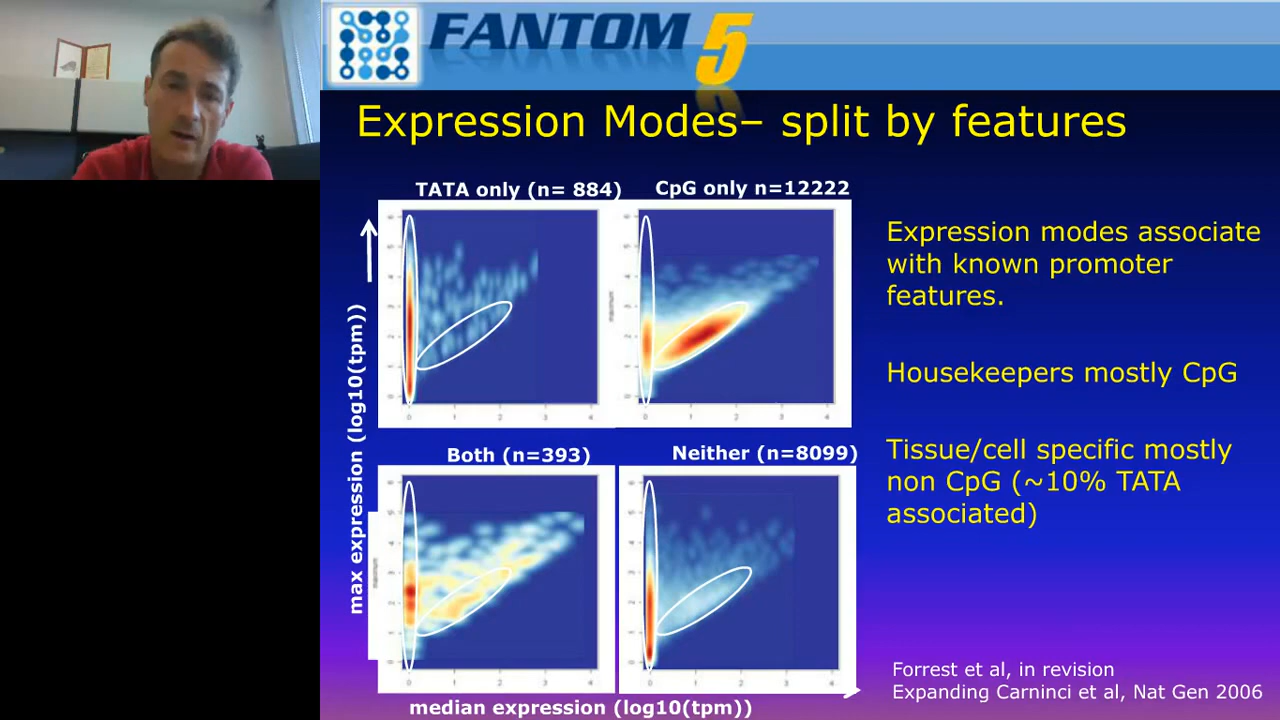 FANTOM 5
Expression Modes– split by features
TATA only (n= 884)
CpG only n=12222
Expression modes associate
with known promoter
features.
Housekeepers mostly CpG
Tissue/cell specific mostly
non CpG (~10% TATA
associated)
max expression (log10(tpm))
Both (n=393)
Neither (n=8099)
median expression (log10(tpm))
Forrest et al, in revision
Expanding Carninci et al, Nat Gen 2006